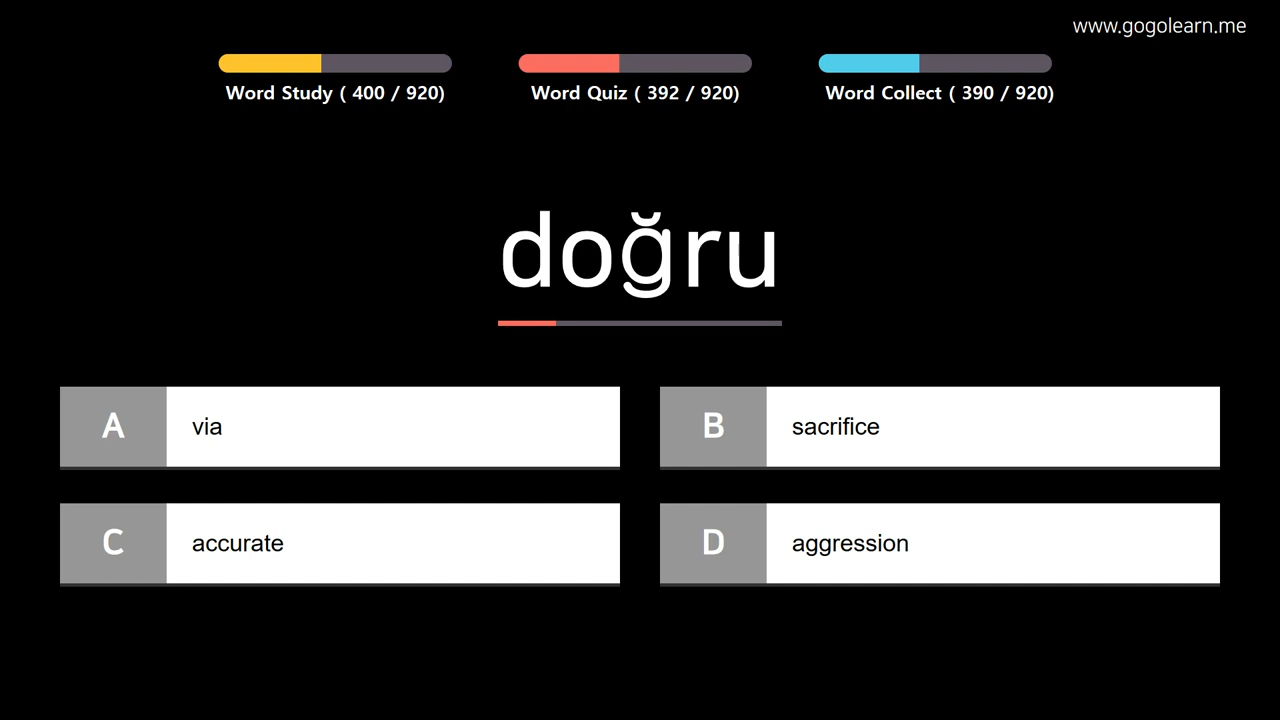 www.gogolearn.me
Word Study ( 400 / 920)
Word Quiz ( 392 / 920)
Word Collect ( 390 / 920)
doğru
A via
B sacrifice
C accurate
D aggression